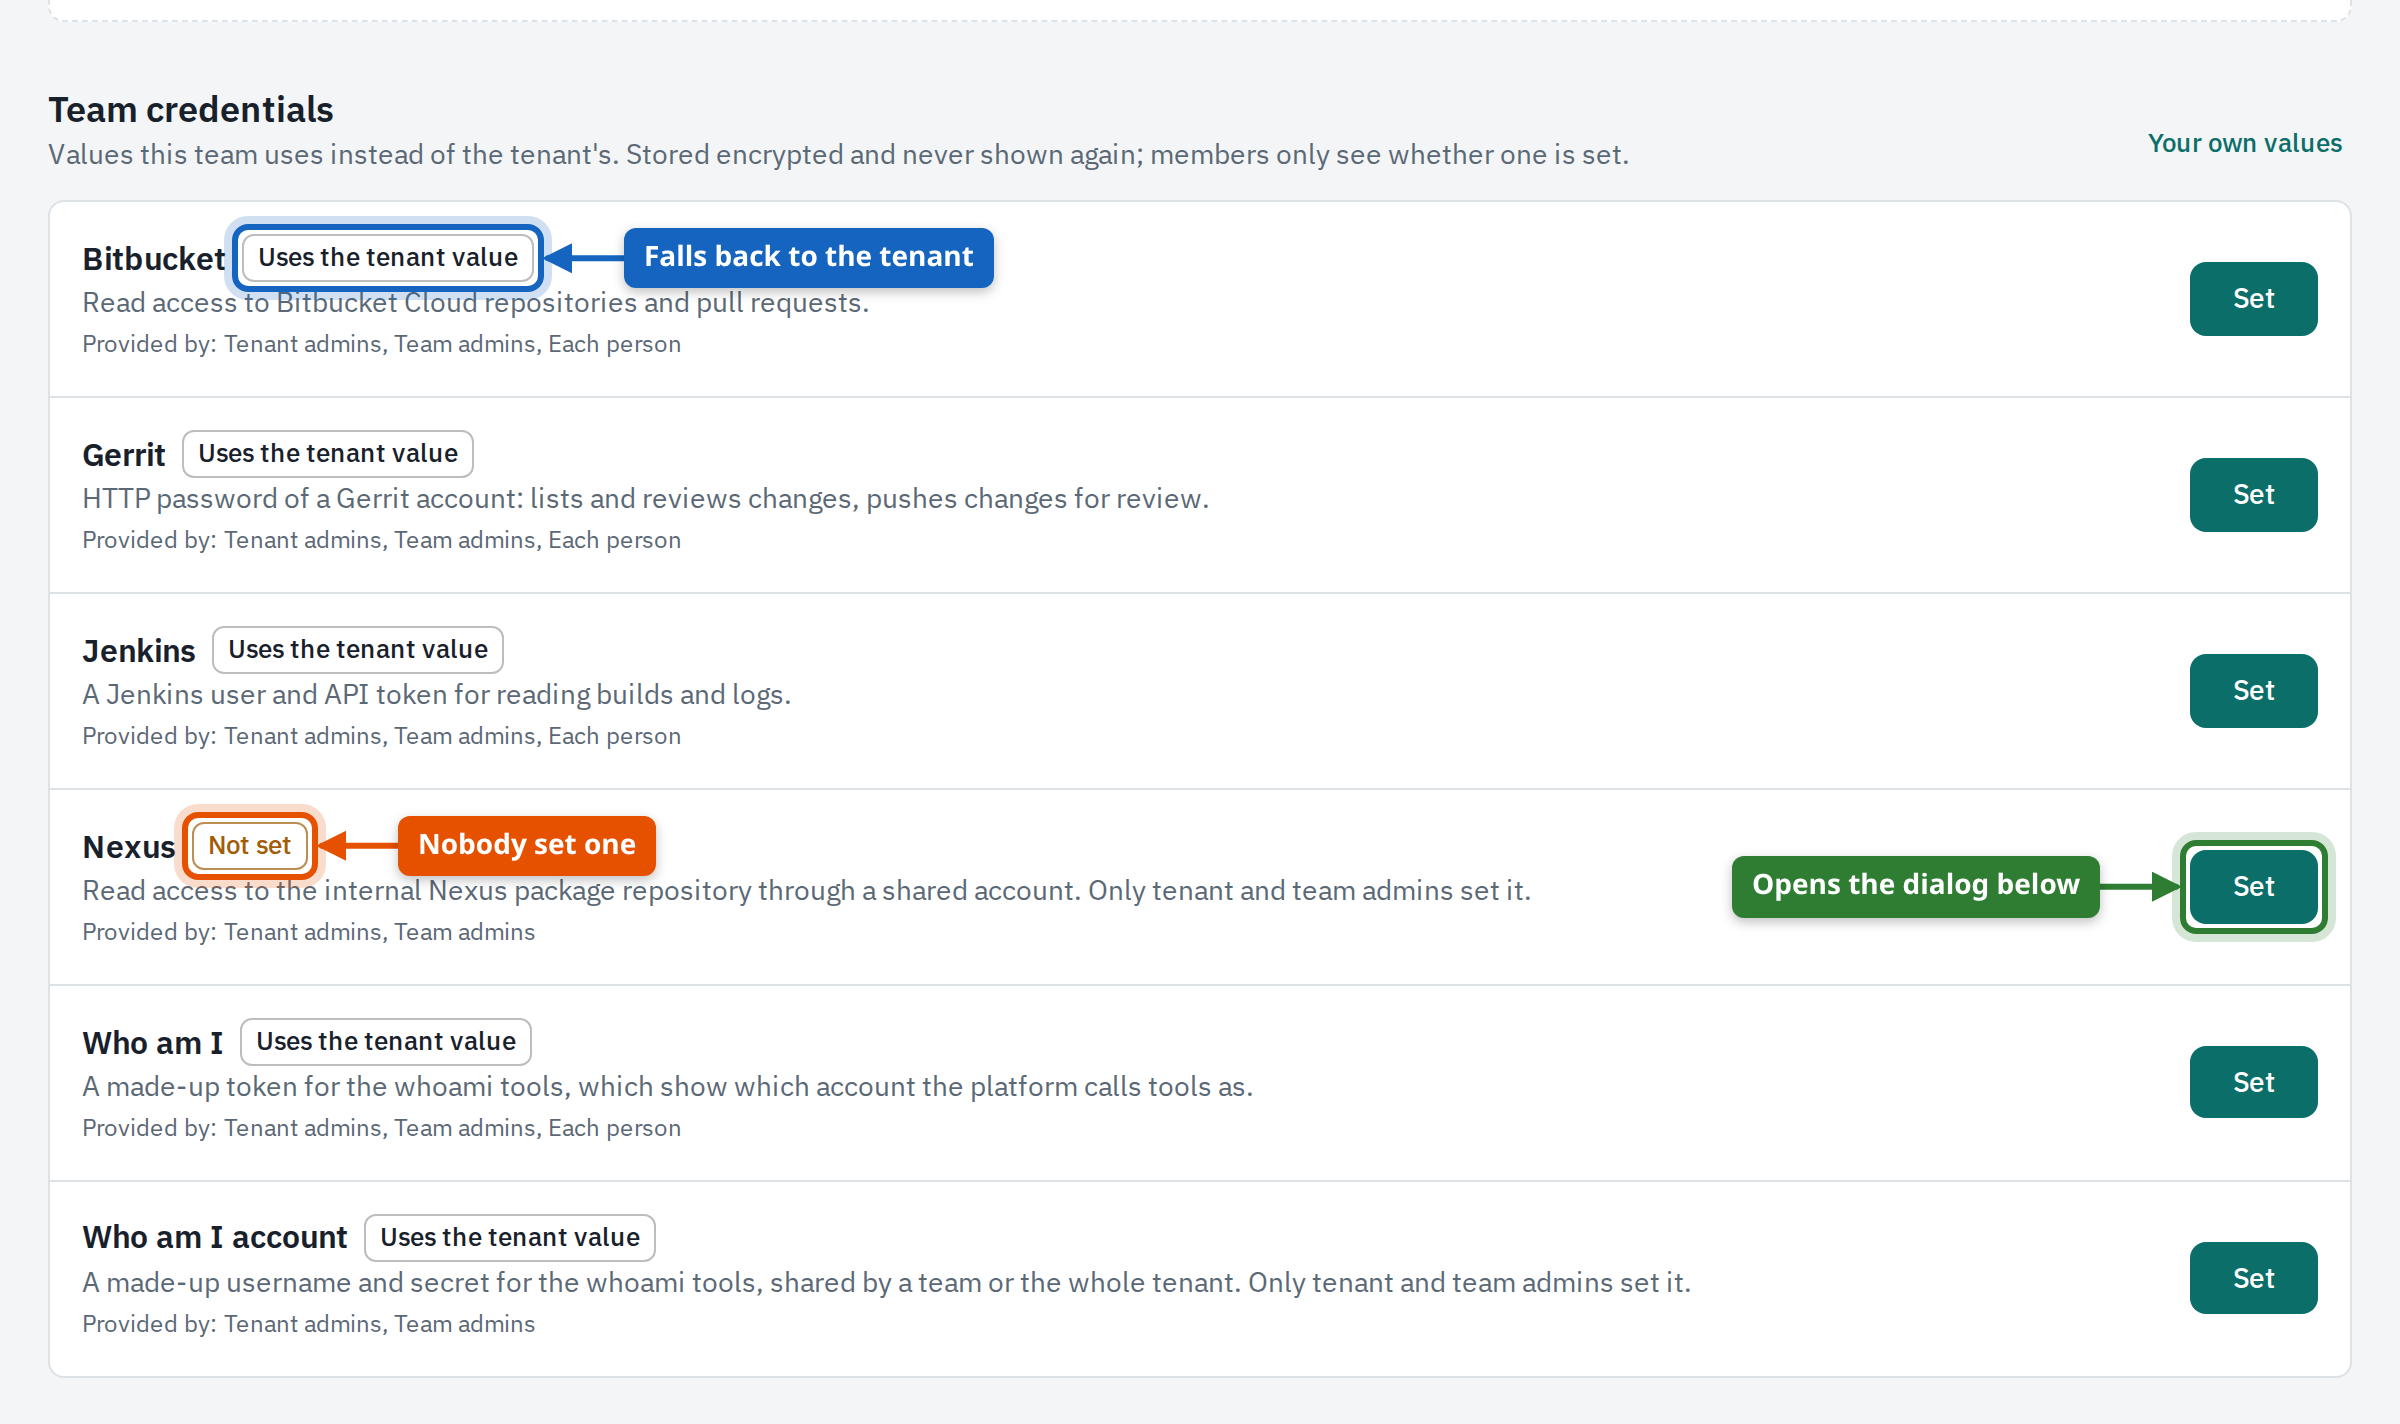 Team credentials
Values this team uses instead of the tenant's. Stored encrypted and never shown again; members only see whether one is set.
Your own values
Bitbucket Uses the tenant value Falls back to the tenant
Read access to Bitbucket Cloud repositories and pull requests.
Provided by: Tenant admins, Team admins, Each person
Set
Gerrit Uses the tenant value
HTTP password of a Gerrit account: lists and reviews changes, pushes changes for review.
Provided by: Tenant admins, Team admins, Each person
Set
Jenkins Uses the tenant value
A Jenkins user and API token for reading builds and logs.
Provided by: Tenant admins, Team admins, Each person
Set
Nexus Not set Nobody set one
Read access to the internal Nexus package repository through a shared account. Only tenant and team admins set it.
Provided by: Tenant admins, Team admins
Opens the dialog below Set
Who am I Uses the tenant value
A made-up token for the whoami tools, which show which account the platform calls tools as.
Provided by: Tenant admins, Team admins, Each person
Set
Who am I account Uses the tenant value
A made-up username and secret for the whoami tools, shared by a team or the whole tenant. Only tenant and team admins set it.
Provided by: Tenant admins, Team admins
Set